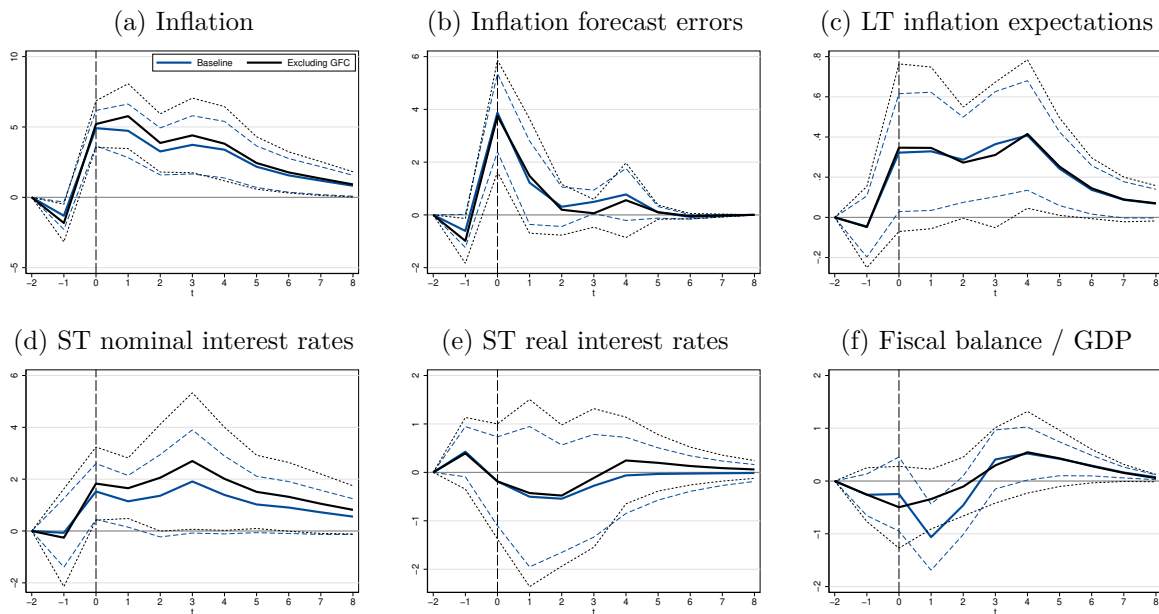 (a) Inflation (b) Inflation forecast errors (c) LT inflation expectations
10
5
0
-5
Baseline Excluding GFC
-2 -1 0 1 2 3 4 5 6 7 8
t
6
4
2
0
-2
-2 -1 0 1 2 3 4 5 6 7 8
t
.8
.6
.4
.2
0
-.2
-2 -1 0 1 2 3 4 5 6 7 8
t
(d) ST nominal interest rates (e) ST real interest rates (f) Fiscal balance / GDP
6
4
2
0
-2
-2 -1 0 1 2 3 4 5 6 7 8
t
2
1
0
-1
-2
-2 -1 0 1 2 3 4 5 6 7 8
t
2
1
0
-1
-2
-2 -1 0 1 2 3 4 5 6 7 8
t